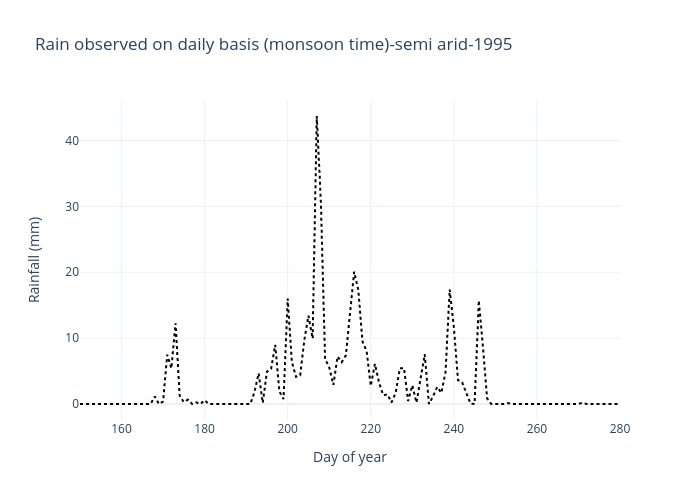 Rain observed on daily basis (monsoon time)-semi arid-1995
Rainfall (mm)
40
30
20
10
0
160 180 200 220 240 260 280
Day of year